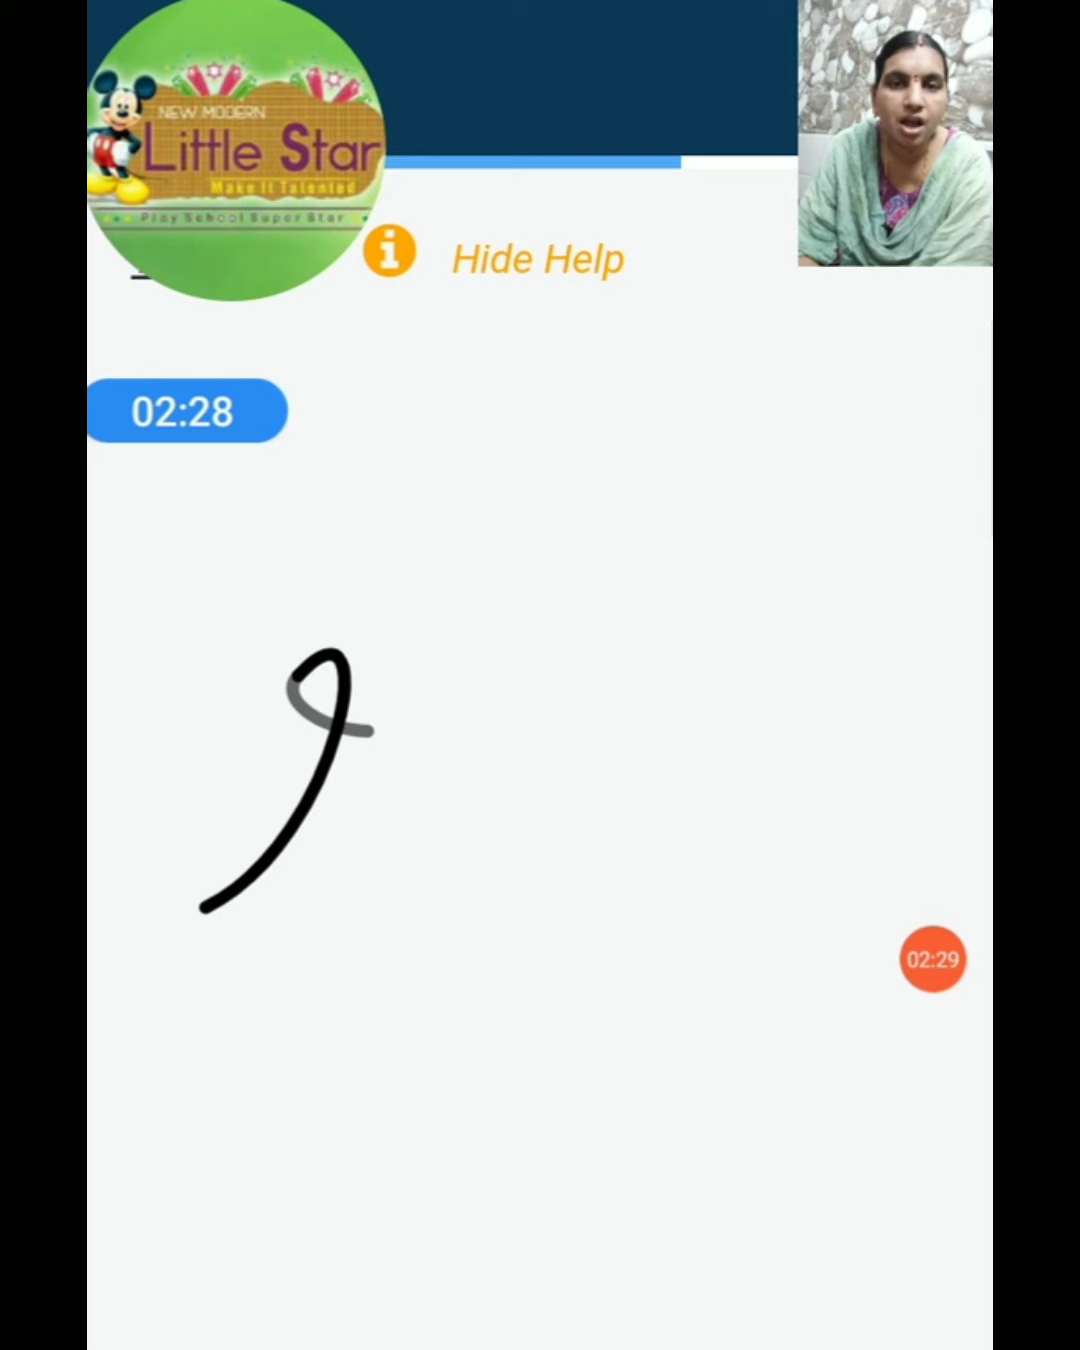 NEW MODERN
Little Star
Make It Talented
Play School Super Star
Hide Help
02:28
02:29